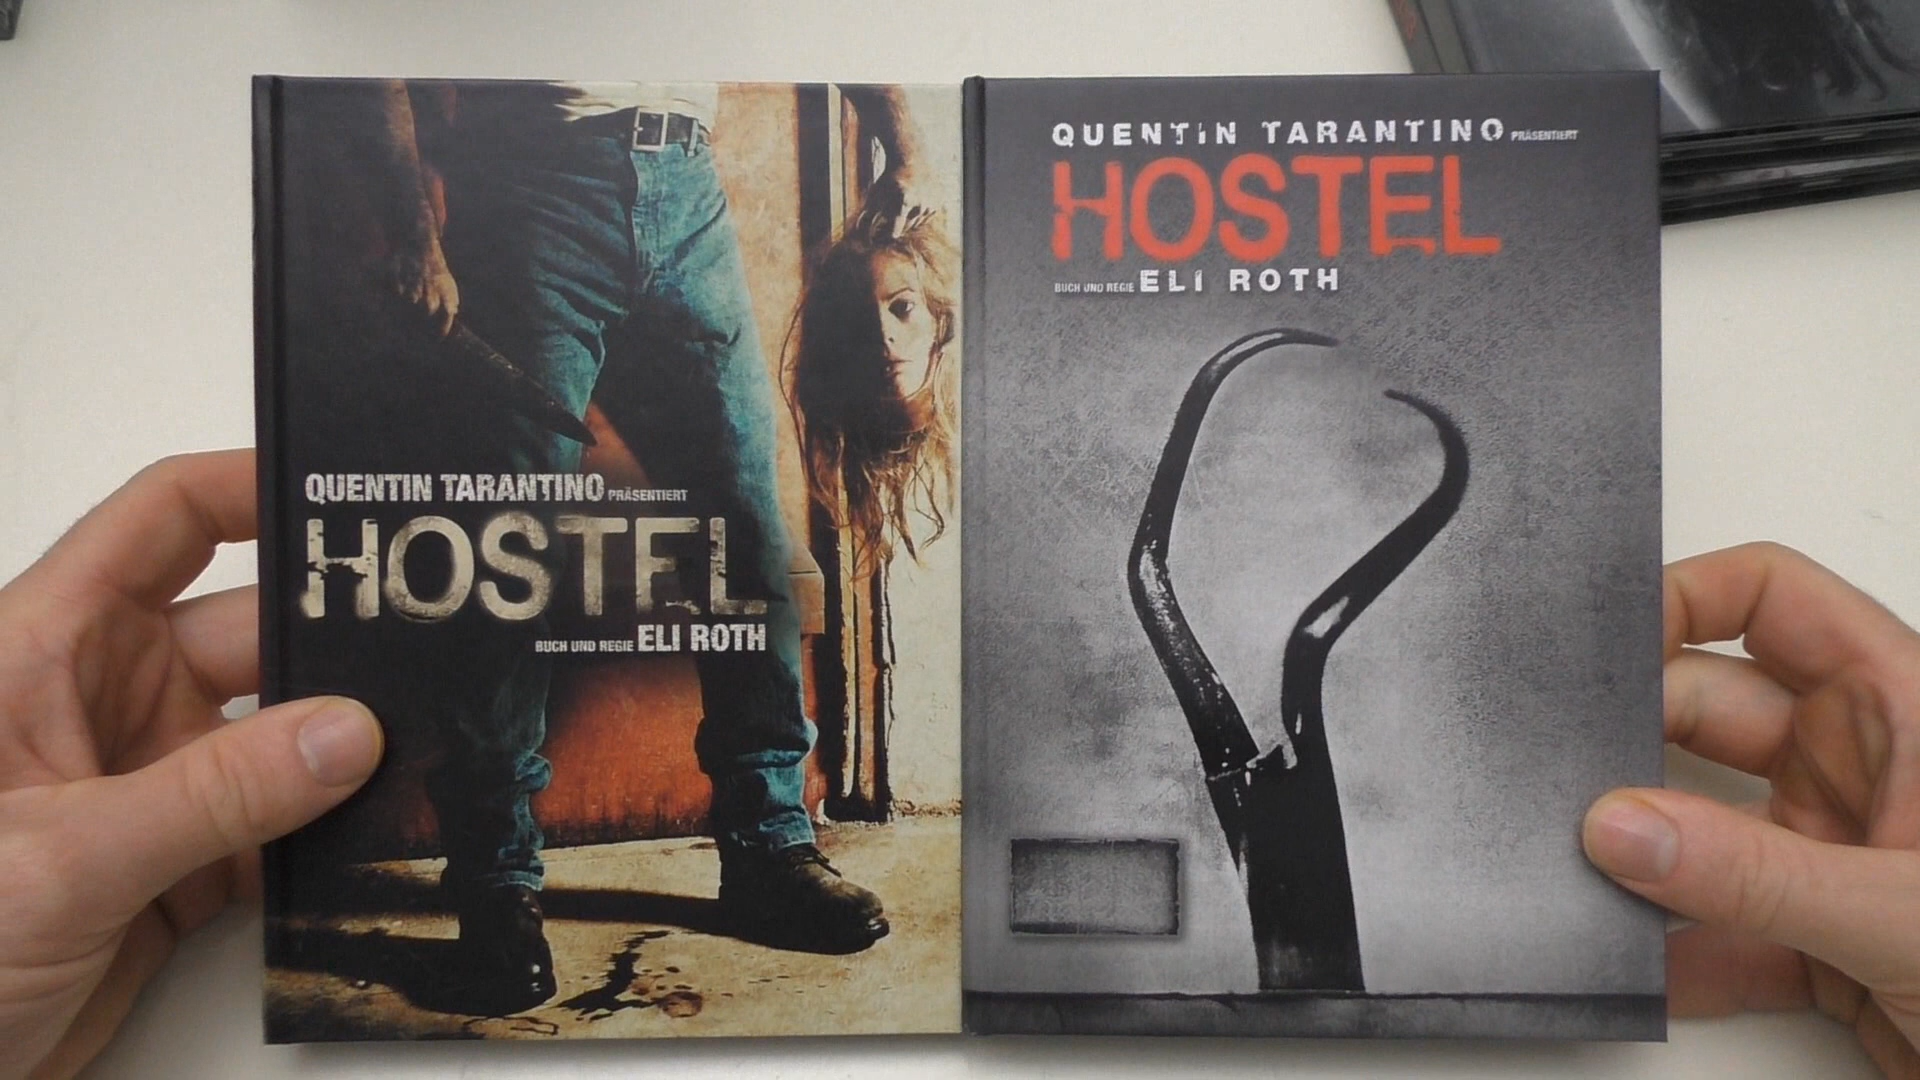 QUENTIN TARANTINO PRÄSENTIERT
HOSTEL
BUCH UND REGIE ELI ROTH
QUENTIN TARANTINO PRÄSENTIERT
HOSTEL
BUCH UND REGIE ELI ROTH